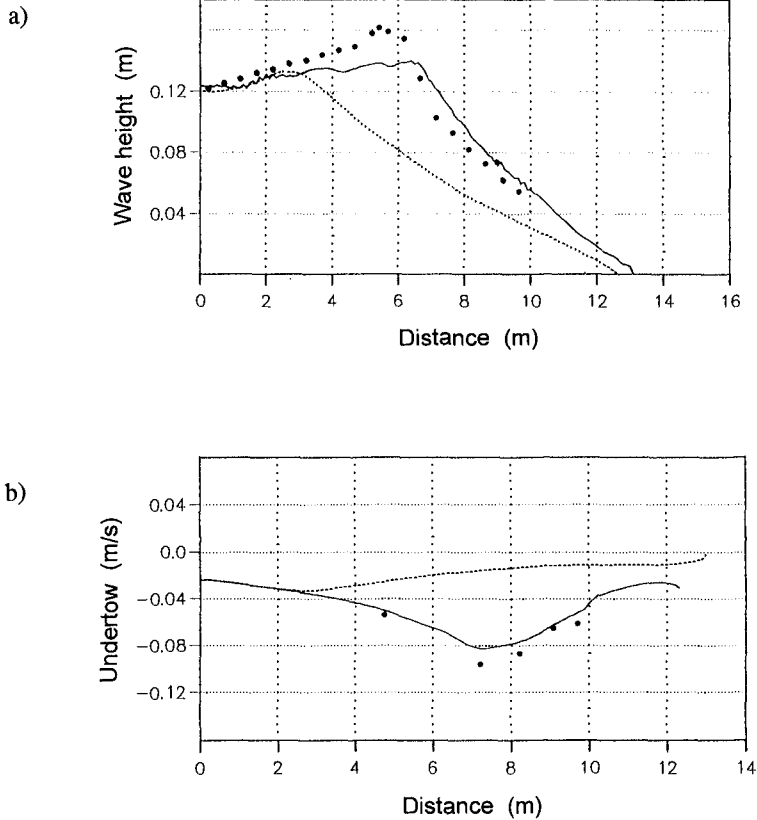 a)
Wave height (m)
0.12
0.08
0.04
0 2 4 6 8 10 12 14 16
Distance (m)
b)
Undertow (m/s)
0.04
0.0
−0.04
−0.08
−0.12
0 2 4 6 8 10 12 14
Distance (m)